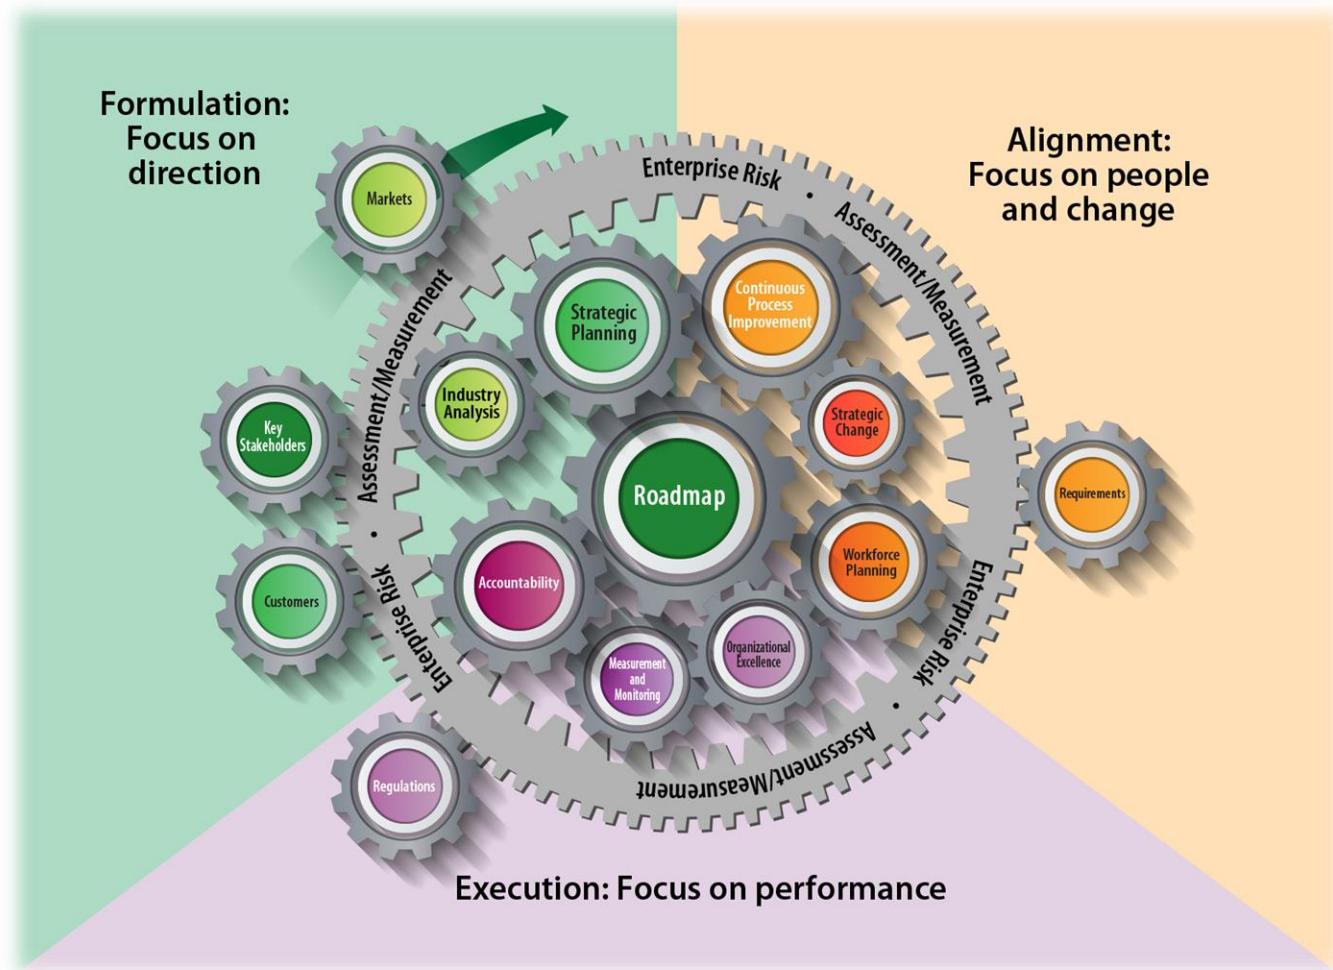 Formulation:
Focus on
direction
Alignment:
Focus on people
and change
Markets
Enterprise Risk • Assessment/Measurement
Enterprise Risk • Assessment/Measurement
Enterprise Risk • Assessment/Measurement
Strategic
Planning
Continuous
Process
Improvement
Industry
Analysis
Strategic
Change
Key
Stakeholders
Roadmap
Requirements
Accountability
Workforce
Planning
Customers
Measurement
and
Monitoring
Organizational
Excellence
Regulations
Execution: Focus on performance